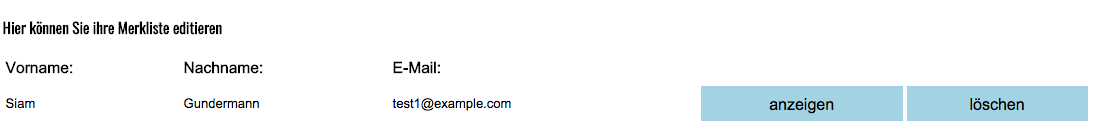 Hier können Sie ihre Merkliste editieren
Vorname: Nachname: E-Mail:
Siam Gundermann test1@example.com anzeigen löschen